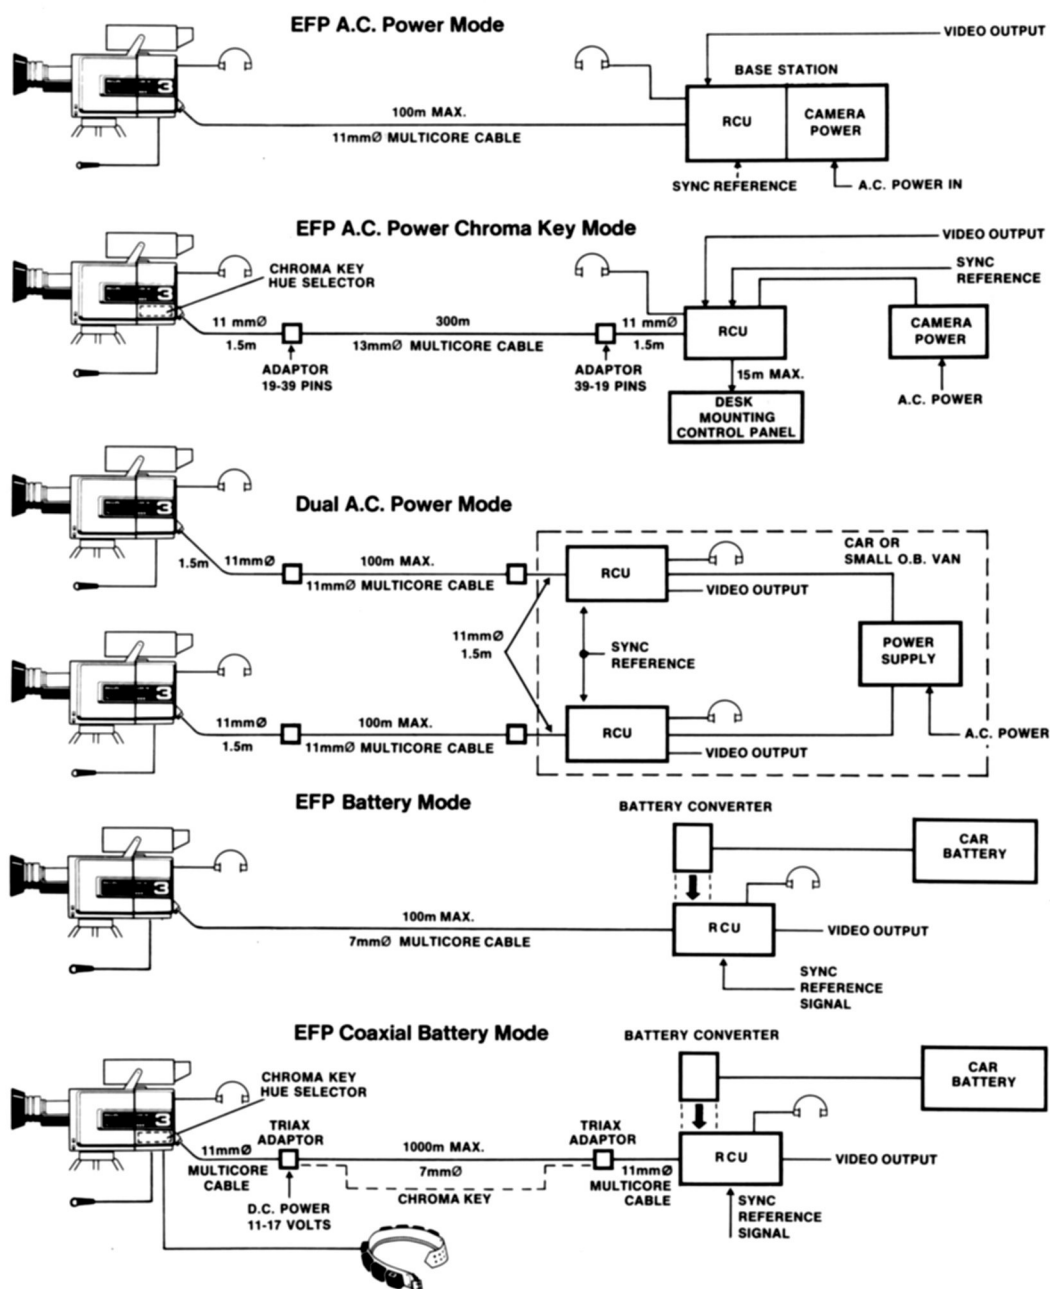 EFP A.C. Power Mode
VIDEO OUTPUT
BASE STATION
3
100m MAX.
RCU
CAMERA
POWER
11mmØ MULTICORE CABLE
SYNC REFERENCE
A.C. POWER IN
EFP A.C. Power Chroma Key Mode
VIDEO OUTPUT
CHROMA KEY
HUE SELECTOR
SYNC
REFERENCE
3
11 mmØ
300m
11 mmØ
RCU
CAMERA
POWER
1.5m
13mmØ MULTICORE CABLE
1.5m
ADAPTOR
19-39 PINS
ADAPTOR
39-19 PINS
15m MAX.
A.C. POWER
DESK
MOUNTING
CONTROL PANEL
Dual A.C. Power Mode
3
CAR OR
SMALL O.B. VAN
1.5m
11mmØ
100m MAX.
11mmØ MULTICORE CABLE
RCU
VIDEO OUTPUT
11mmØ
1.5m
SYNC
REFERENCE
POWER
SUPPLY
3
11mmØ
100m MAX.
RCU
A.C. POWER
1.5m
11mmØ MULTICORE CABLE
VIDEO OUTPUT
EFP Battery Mode
BATTERY CONVERTER
CAR
BATTERY
3
100m MAX.
7mmØ MULTICORE CABLE
RCU
VIDEO OUTPUT
SYNC
REFERENCE
SIGNAL
EFP Coaxial Battery Mode
BATTERY CONVERTER
CHROMA KEY
HUE SELECTOR
CAR
BATTERY
3
TRIAX
ADAPTOR
TRIAX
ADAPTOR
11mmØ
MULTICORE
CABLE
1000m MAX.
7mmØ
CHROMA KEY
11mmØ
MULTICORE
CABLE
RCU
VIDEO OUTPUT
D.C. POWER
11-17 VOLTS
SYNC
REFERENCE
SIGNAL